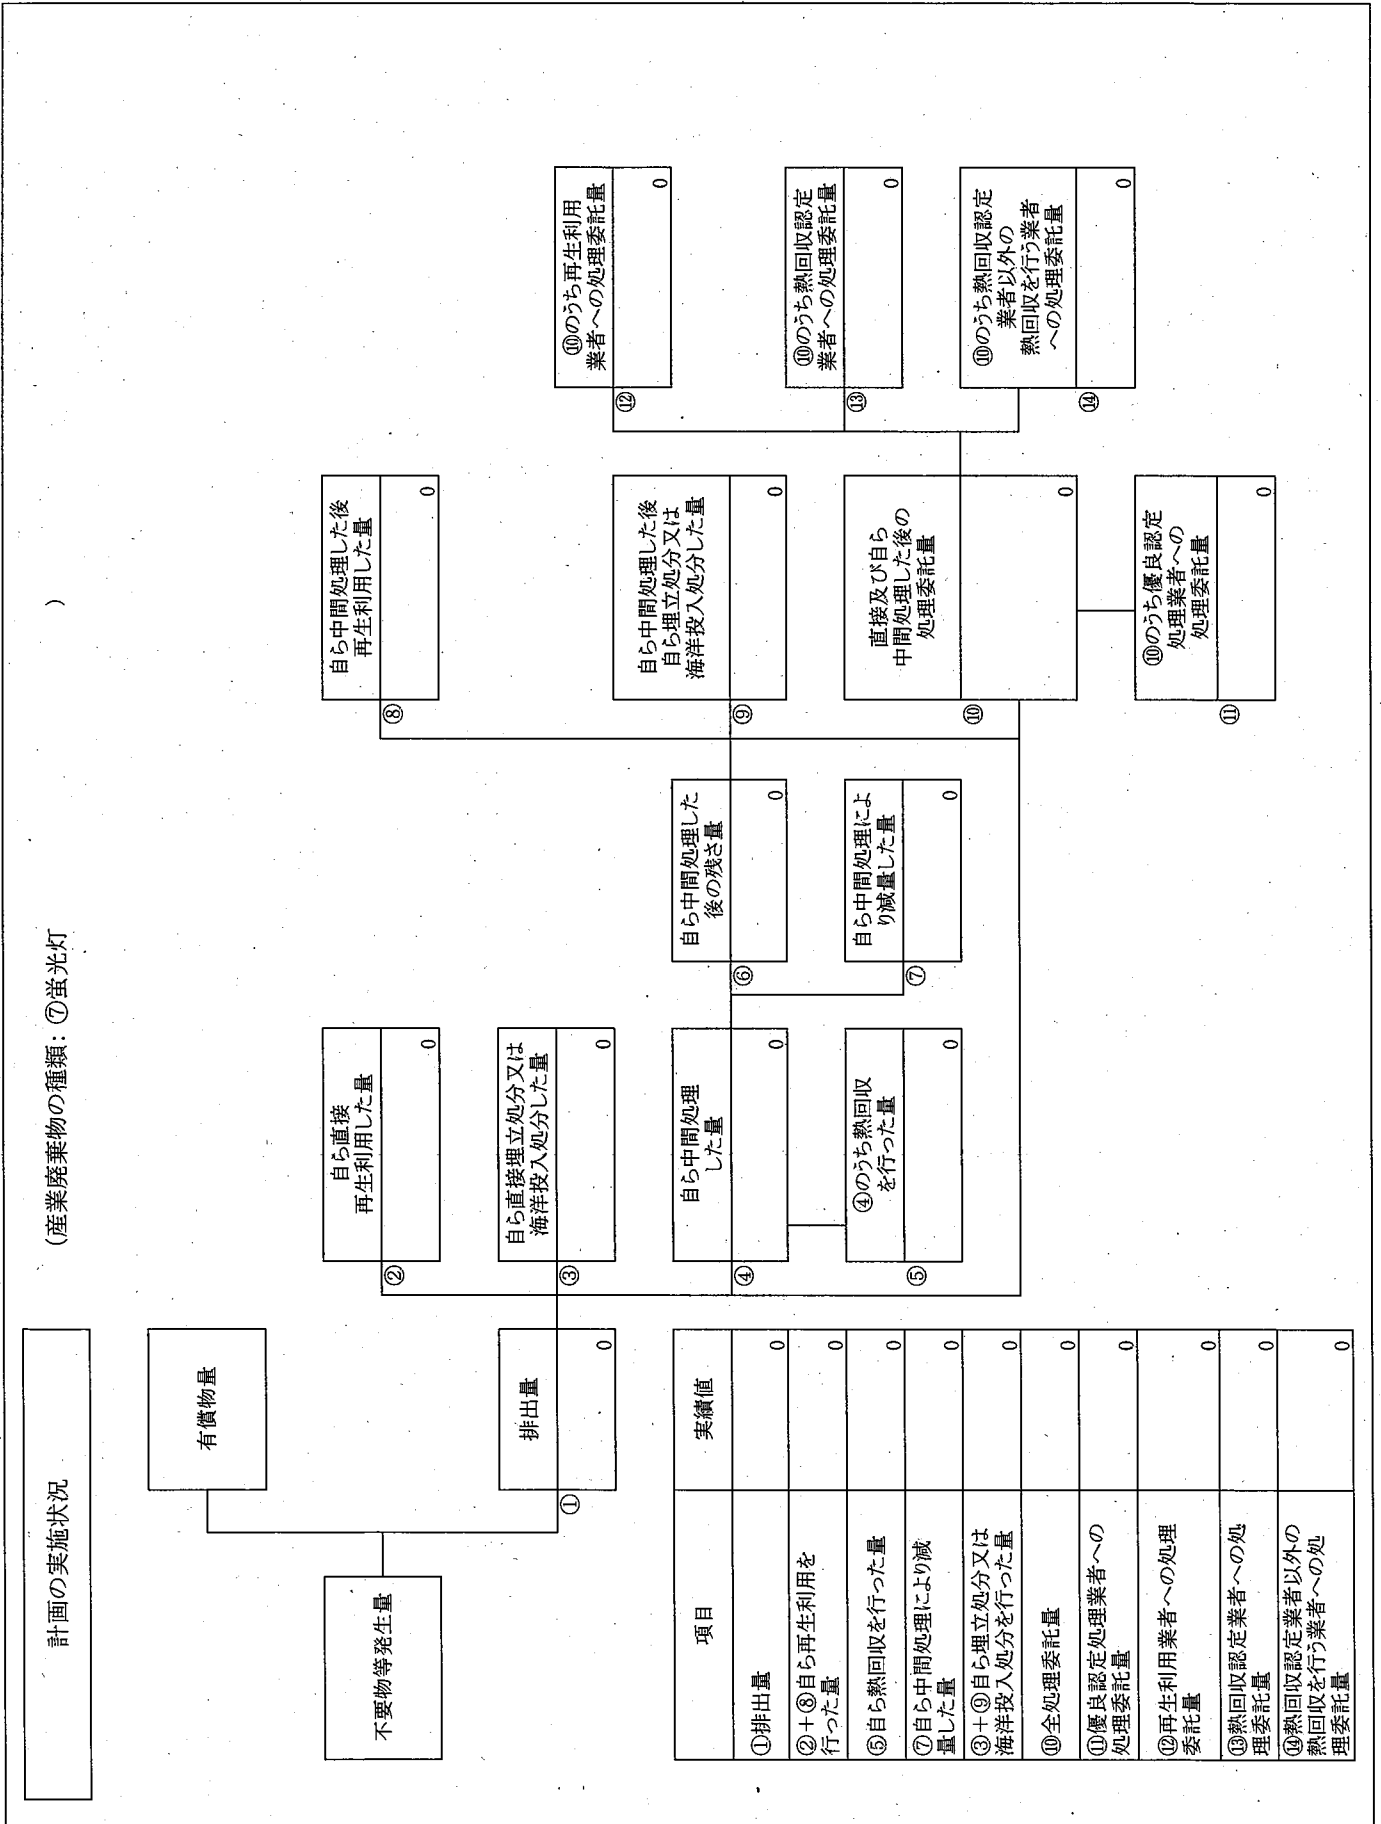 計画の実施状況
(産業廃棄物の種類：⑦蛍光灯
)
不要物等発生量
有償物量
①
排出量
0
②
自ら直接
再生利用した量
0
③
自ら直接埋立処分又は
海洋投入処分した量
0
④
自ら中間処理
した量
0
⑤
④のうち熱回収
を行った量
0
⑥
自ら中間処理した
後の残さ量
0
⑦
自ら中間処理によ
り減量した量
0
⑧
自ら中間処理した後
再生利用した量
0
⑨
自ら中間処理した後
自ら埋立処分又は
海洋投入処分した量
0
⑩
直接及び自ら
中間処理した後の
処理委託量
0
⑪
⑩のうち優良認定
処理業者への
処理委託量
0
⑫
⑩のうち再生利用
業者への処理委託量
0
⑬
⑩のうち熱回収認定
業者への処理委託量
0
⑭
⑩のうち熱回収認定
業者以外の
熱回収を行う業者
への処理委託量
0
項目 実績値
①排出量 0
②＋⑧自ら再生利用を
行った量 0
⑤自ら熱回収を行った量 0
⑦自ら中間処理により減
量した量 0
③＋⑨自ら埋立処分又は
海洋投入処分を行った量 0
⑩全処理委託量 0
⑪優良認定処理業者への
処理委託量 0
⑫再生利用業者への処理
委託量 0
⑬熱回収認定業者への処
理委託量 0
⑭熱回収認定業者以外の
熱回収を行う業者への処
理委託量 0